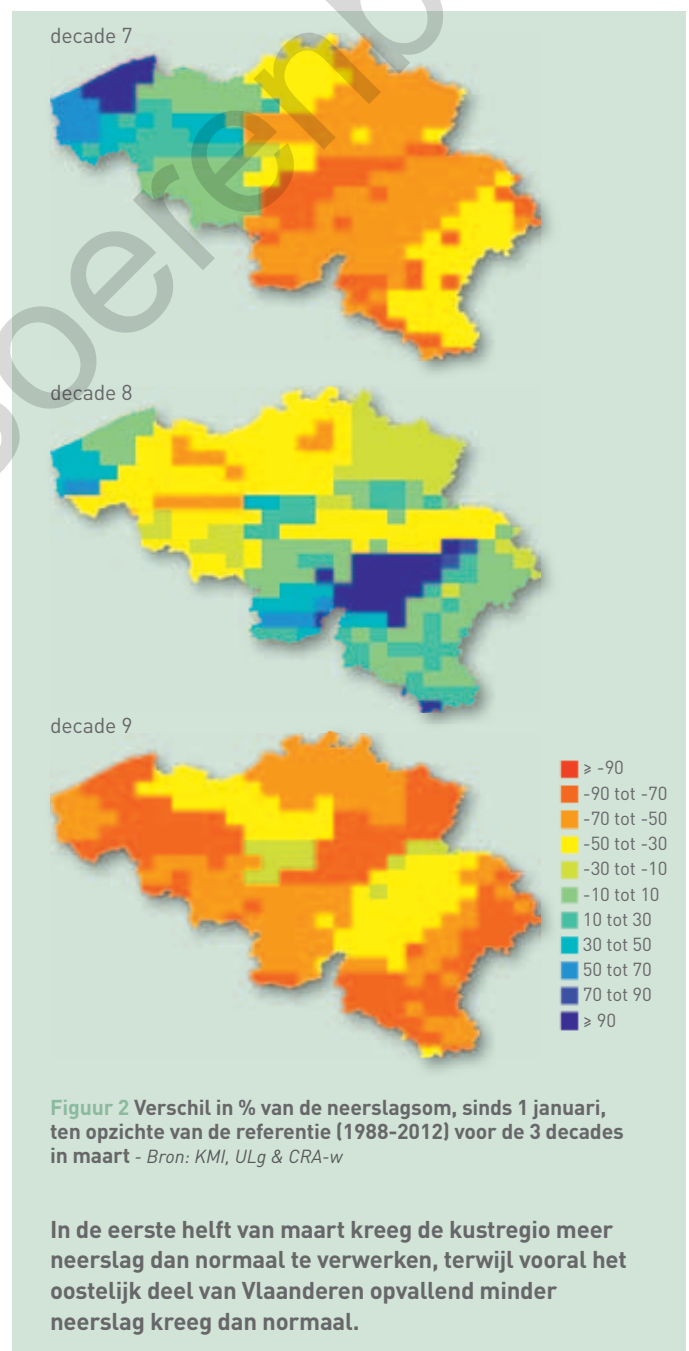 decade 7
decade 8
decade 9
≥ -90
-90 tot -70
-70 tot -50
-50 tot -30
-30 tot -10
-10 tot 10
10 tot 30
30 tot 50
50 tot 70
70 tot 90
≥ 90
Figuur 2 Verschil in % van de neerslagsom, sinds 1 januari,
ten opzichte van de referentie (1988-2012) voor de 3 decades
in maart - Bron: KMI, ULg & CRA-w
In de eerste helft van maart kreeg de kustregio meer
neerslag dan normaal te verwerken, terwijl vooral het
oostelijk deel van Vlaanderen opvallend minder
neerslag kreeg dan normaal.